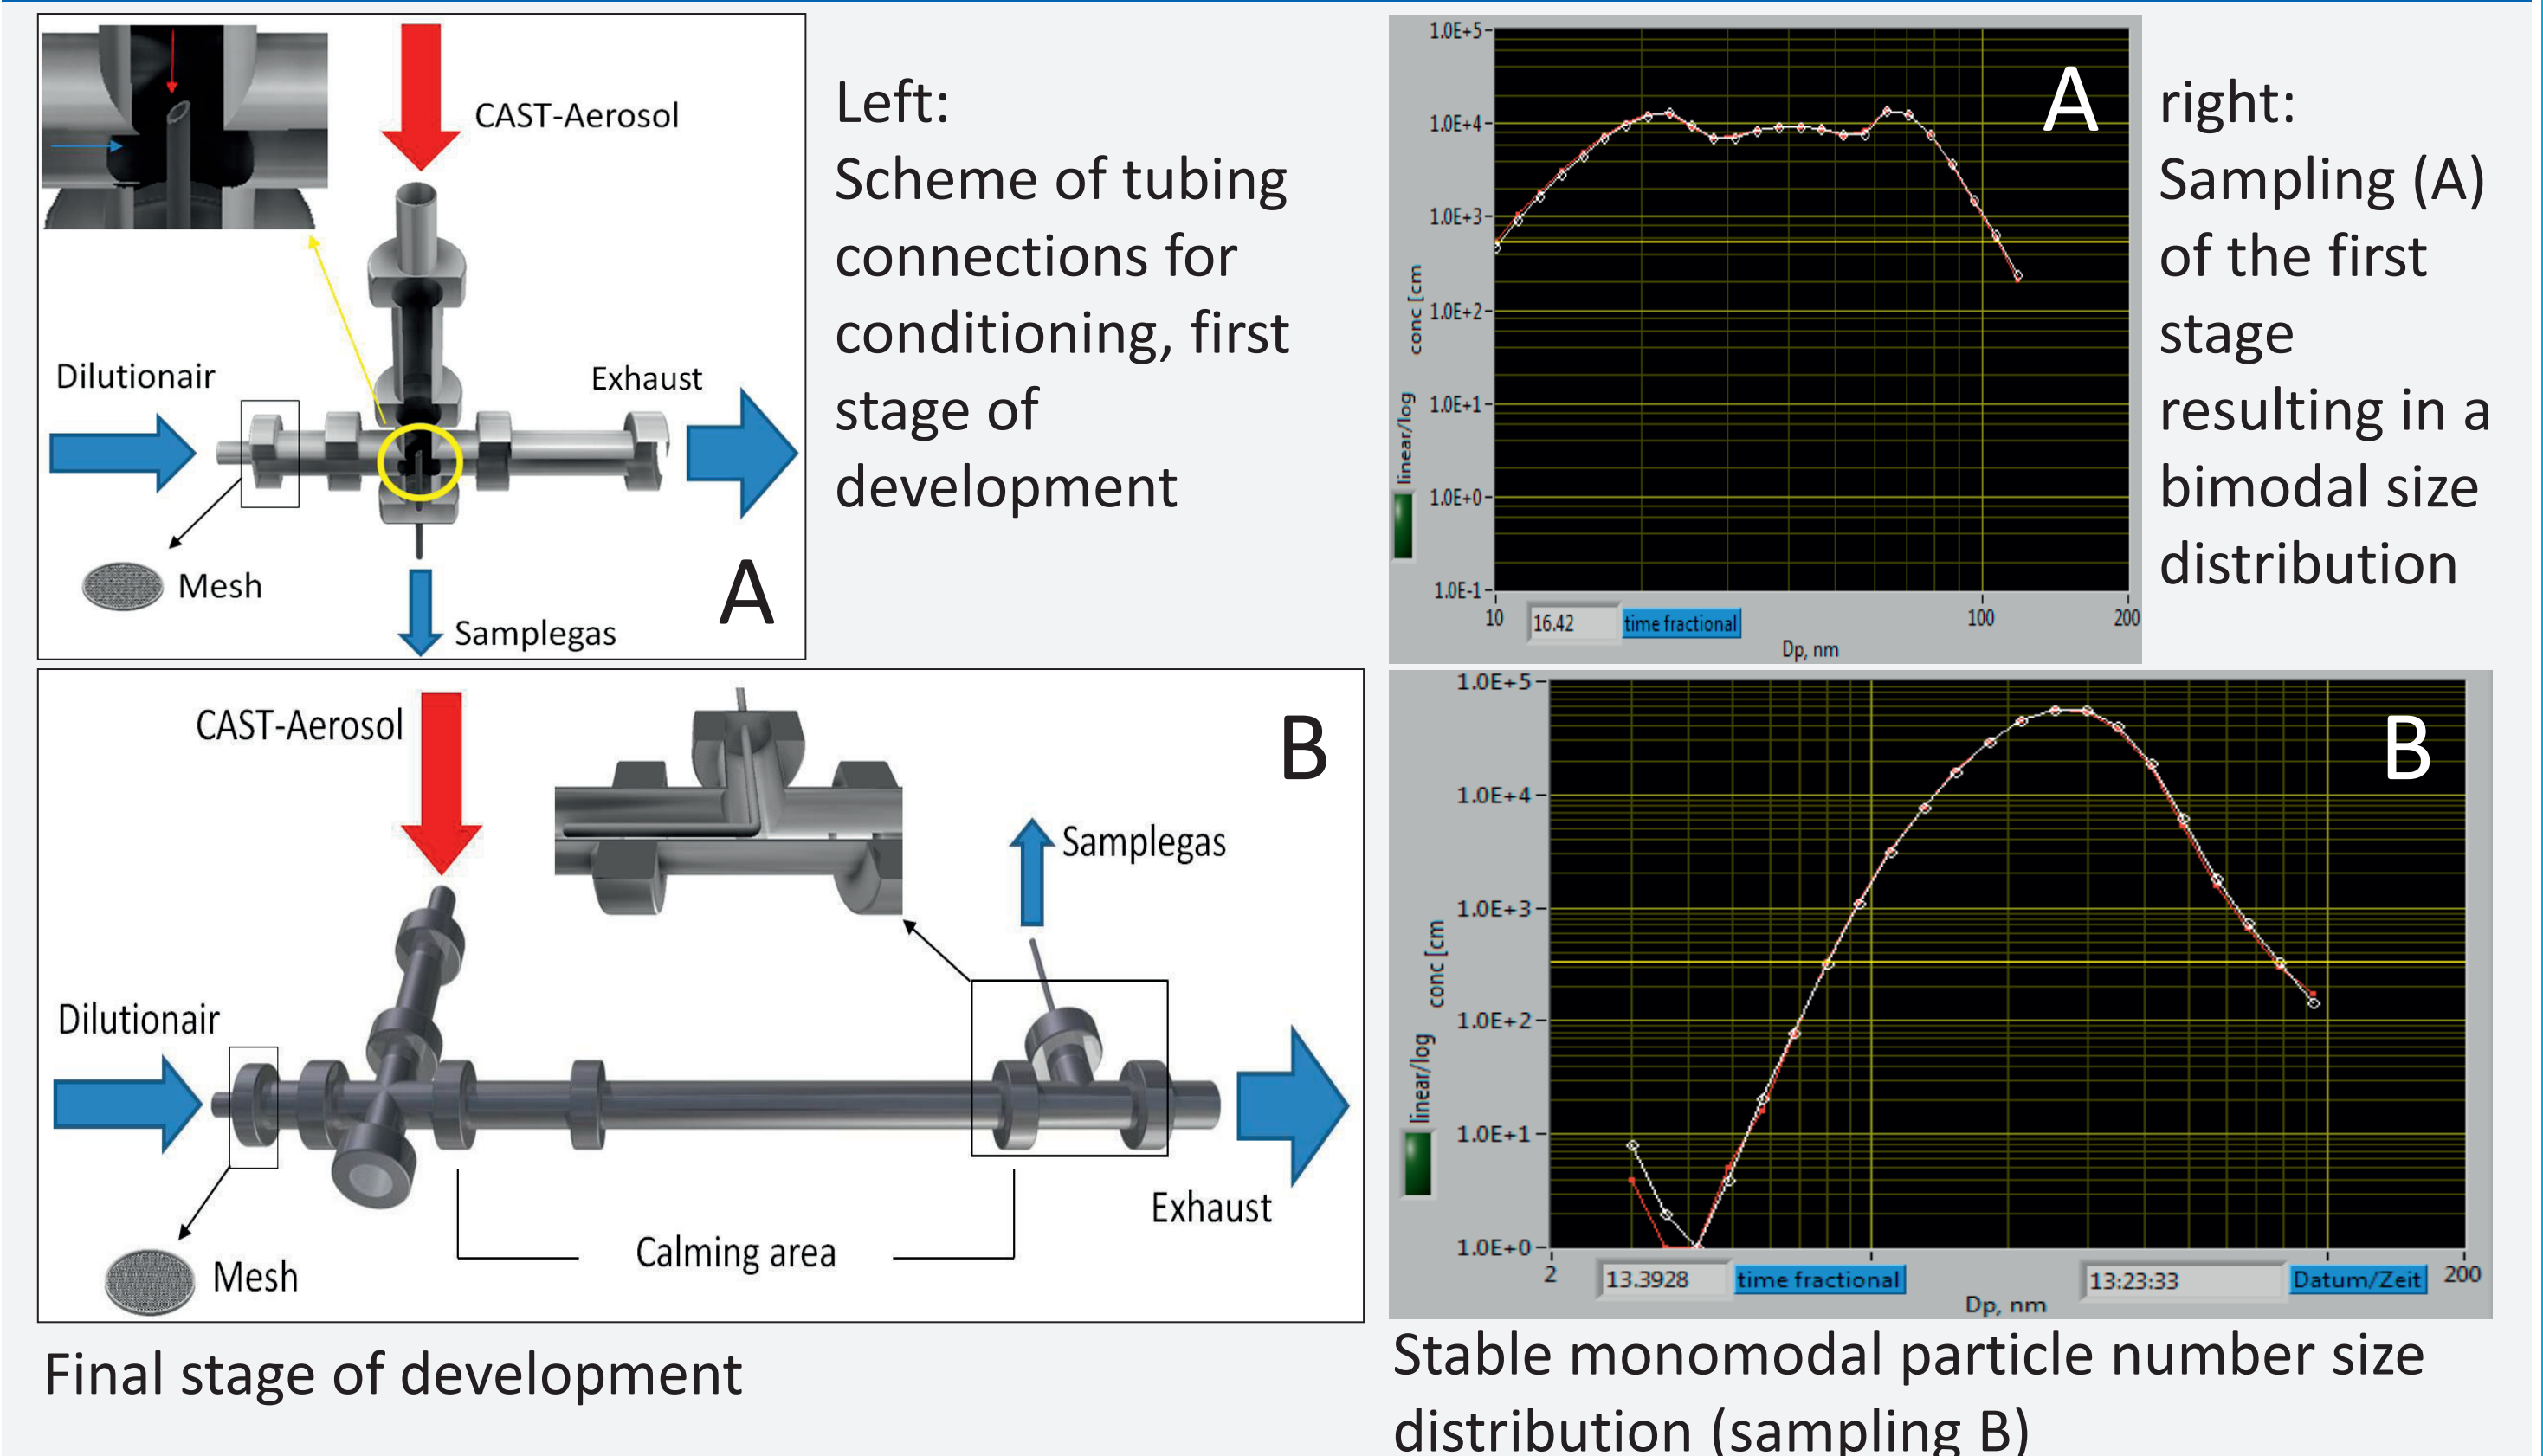 CAST-Aerosol
Dilutionair
Exhaust
Mesh
Samplegas
A
Left:
Scheme of tubing
connections for
conditioning, first
stage of
development
1.0E+5
1.0E+4
1.0E+3
1.0E+2
1.0E+1
1.0E+0
1.0E-1
conc [cm
linear/log
A
10
100
200
16.42
time fractional
Dp, nm
right:
Sampling (A)
of the first
stage
resulting in a
bimodal size
distribution
CAST-Aerosol
B
Samplegas
Dilutionair
Exhaust
Calming area
Mesh
Final stage of development
1.0E+5
1.0E+4
1.0E+3
1.0E+2
1.0E+1
1.0E+0
conc [cm
linear/log
B
2
200
13.3928
time fractional
13:23:33
Datum/Zeit
Dp, nm
Stable monomodal particle number size
distribution (sampling B)